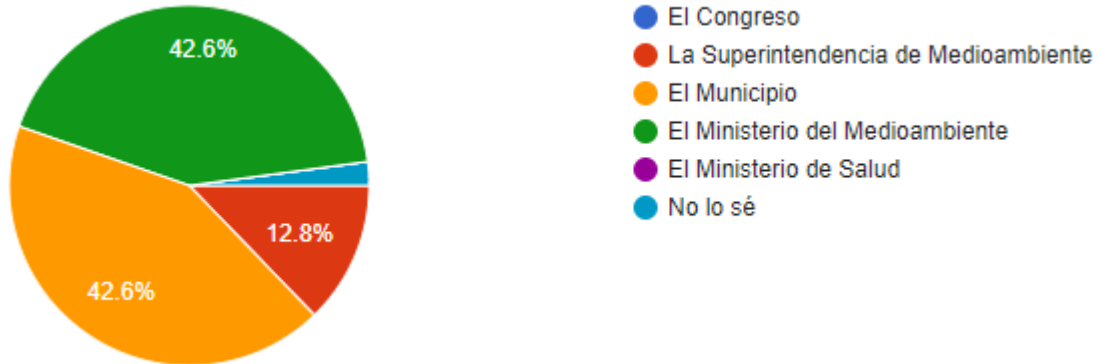 42.6%
12.8%
42.6%
El Congreso
La Superintendencia de Medioambiente
El Municipio
El Ministerio del Medioambiente
El Ministerio de Salud
No lo sé